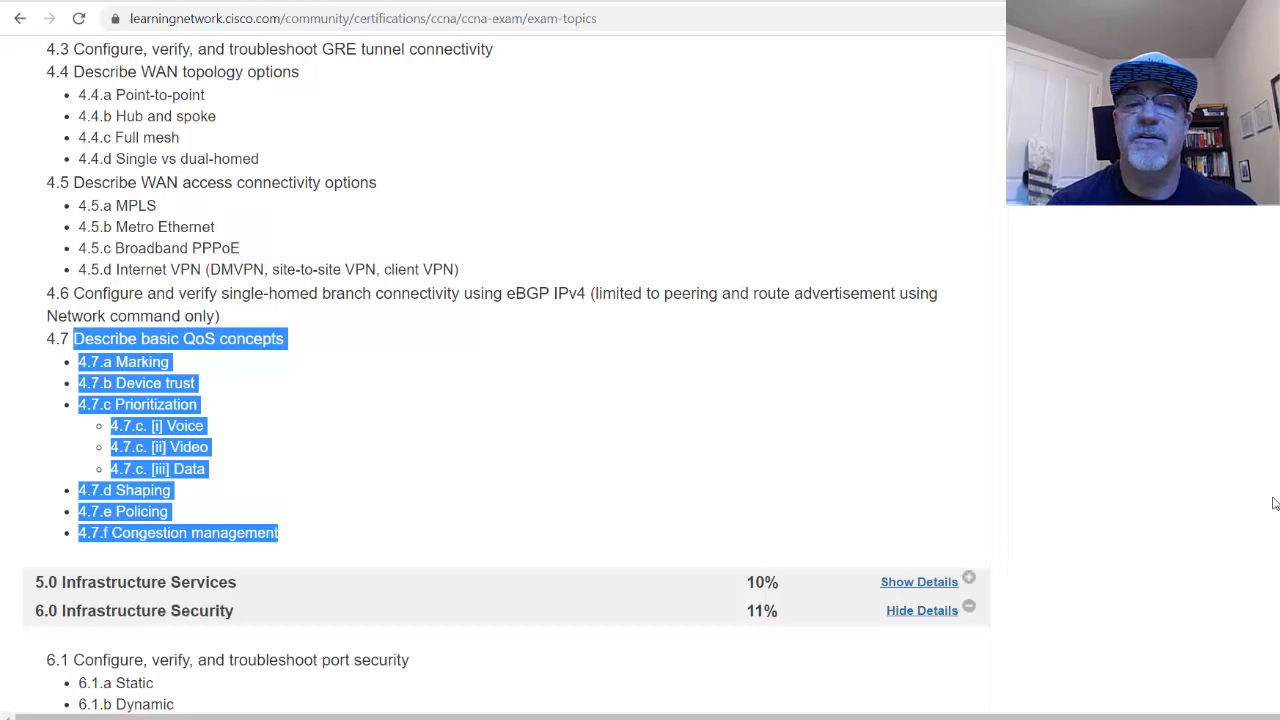 learningnetwork.cisco.com/community/certifications/ccna/ccna-exam/exam-topics
4.3 Configure, verify, and troubleshoot GRE tunnel connectivity
4.4 Describe WAN topology options
4.4.a Point-to-point
4.4.b Hub and spoke
4.4.c Full mesh
4.4.d Single vs dual-homed
4.5 Describe WAN access connectivity options
4.5.a MPLS
4.5.b Metro Ethernet
4.5.c Broadband PPPoE
4.5.d Internet VPN (DMVPN, site-to-site VPN, client VPN)
4.6 Configure and verify single-homed branch connectivity using eBGP IPv4 (limited to peering and route advertisement using
Network command only)
4.7 Describe basic QoS concepts
4.7.a Marking
4.7.b Device trust
4.7.c Prioritization
4.7.c. [i] Voice
4.7.c. [ii] Video
4.7.c. [iii] Data
4.7.d Shaping
4.7.e Policing
4.7.f Congestion management
5.0 Infrastructure Services 10% Show Details
6.0 Infrastructure Security 11% Hide Details
6.1 Configure, verify, and troubleshoot port security
6.1.a Static
6.1.b Dynamic